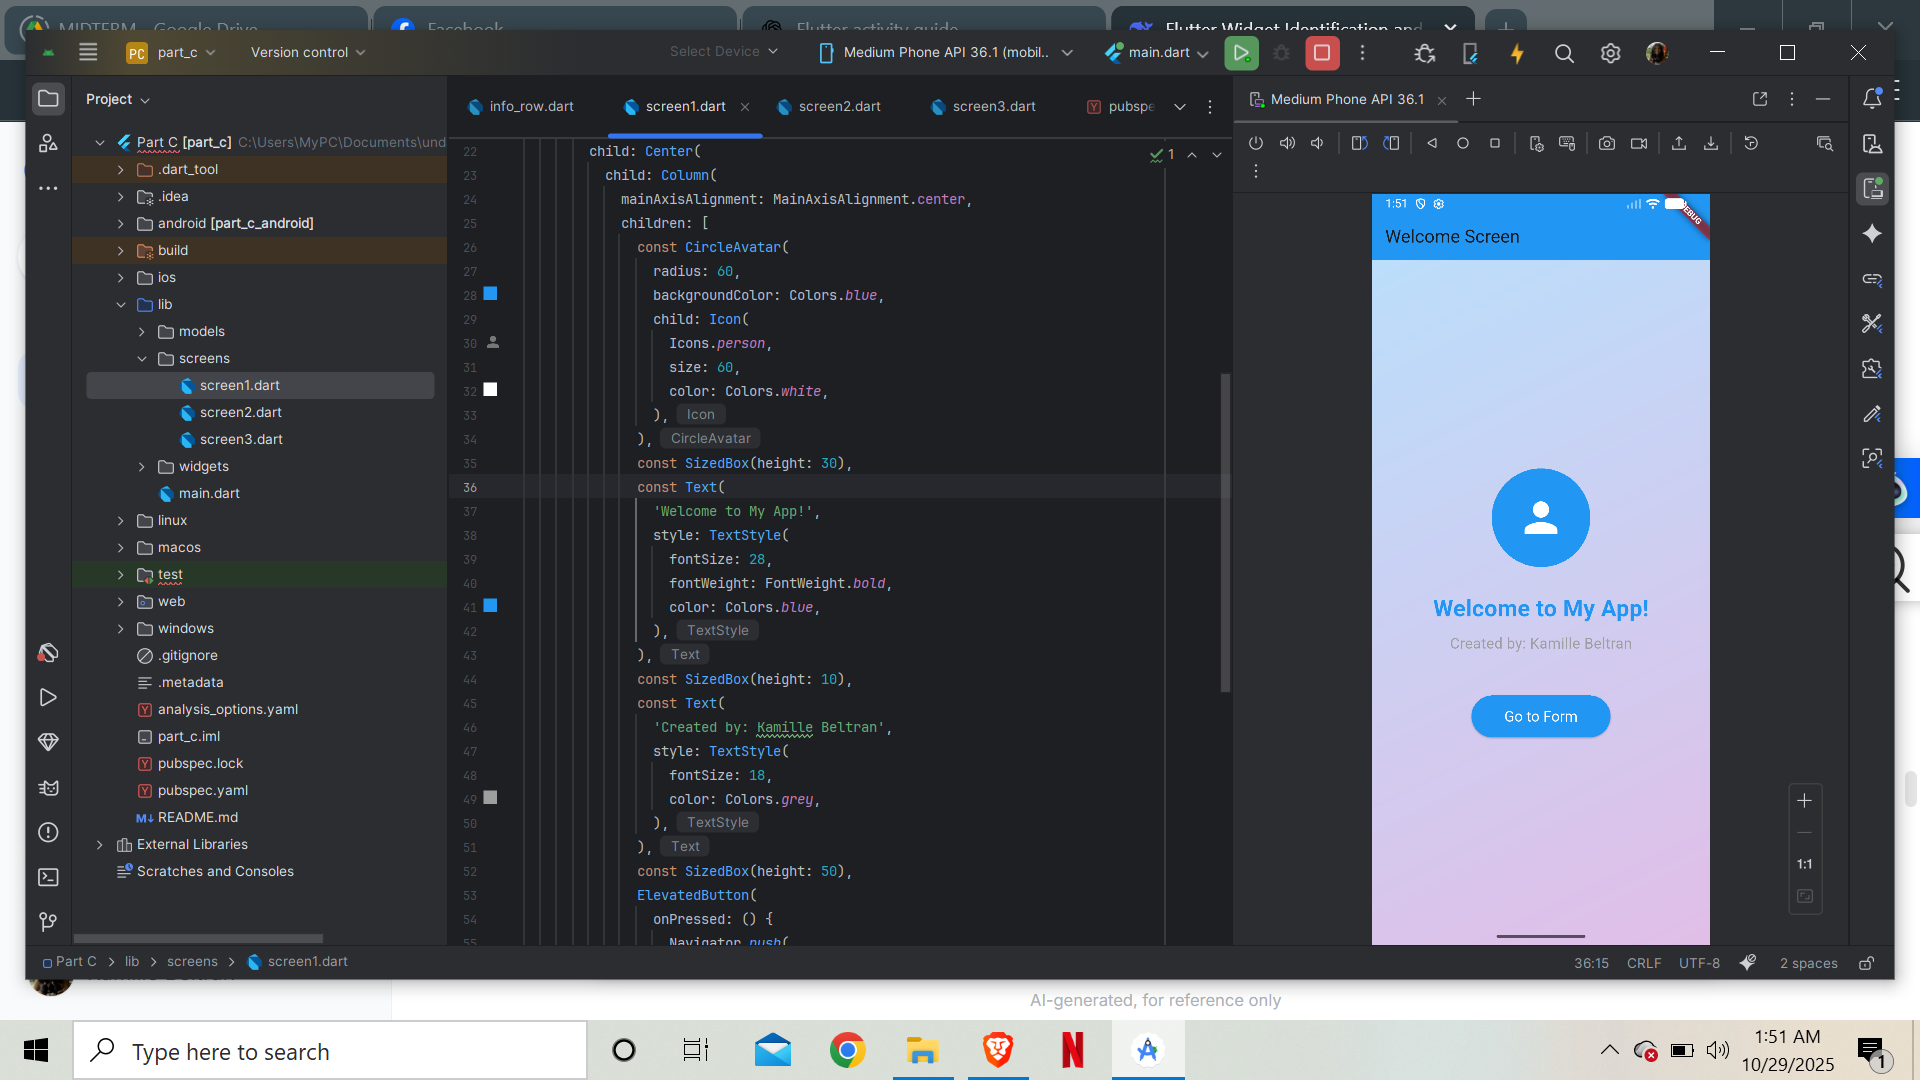 MIDTERM - Google Drive
Facebook
Flutter activity guide
Flutter Widget Identification and
PC
part_c
Version control
Select Device
Medium Phone API 36.1 (mobil..
main.dart
Project
info_row.dart
screen1.dart
screen2.dart
screen3.dart
pubspe
Medium Phone API 36.1
Part C [part_c] C:\Users\MyPC\Documents\und
.dart_tool
.idea
android [part_c_android]
build
ios
lib
models
screens
screen1.dart
screen2.dart
screen3.dart
widgets
main.dart
linux
macos
test
web
windows
.gitignore
.metadata
analysis_options.yaml
part_c.iml
pubspec.lock
pubspec.yaml
README.md
External Libraries
Scratches and Consoles
1
22 child: Center(
23 child: Column(
24 mainAxisAlignment: MainAxisAlignment.center,
25 children: [
26 const CircleAvatar(
27 radius: 60,
28 backgroundColor: Colors.blue,
29 child: Icon(
30 Icons.person,
31 size: 60,
32 color: Colors.white,
33 ), Icon
34 ), CircleAvatar
35 const SizedBox(height: 30),
36 const Text(
37 'Welcome to My App!',
38 style: TextStyle(
39 fontSize: 28,
40 fontWeight: FontWeight.bold,
41 color: Colors.blue,
42 ), TextStyle
43 ), Text
44 const SizedBox(height: 10),
45 const Text(
46 'Created by: Kamille Beltran',
47 style: TextStyle(
48 fontSize: 18,
49 color: Colors.grey,
50 ), TextStyle
51 ), Text
52 const SizedBox(height: 50),
53 ElevatedButton(
54 onPressed: () {
55 Navigator.push(
1:51
DEBUG
Welcome Screen
Welcome to My App!
Created by: Kamille Beltran
Go to Form
1:1
Part C > lib > screens > screen1.dart
36:15 CRLF UTF-8 2 spaces
AI-generated, for reference only
Type here to search
1:51 AM
10/29/2025
1